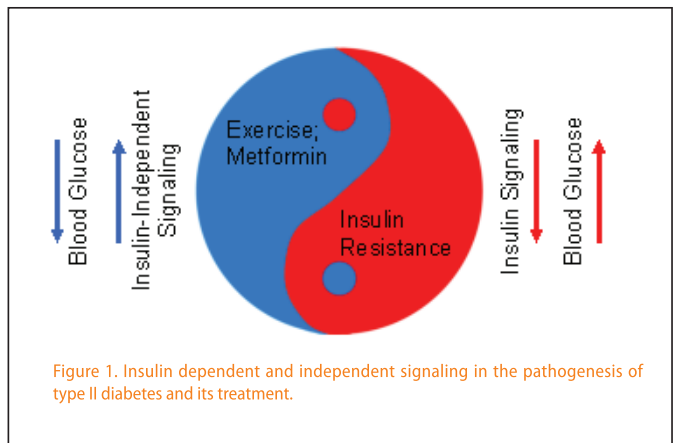 Blood Glucose
Insulin-Independent
Signaling
Exercise;
Metformin
Insulin
Resistance
Insulin Signaling
Blood Glucose
Figure 1. Insulin dependent and independent signaling in the pathogenesis of
type II diabetes and its treatment.